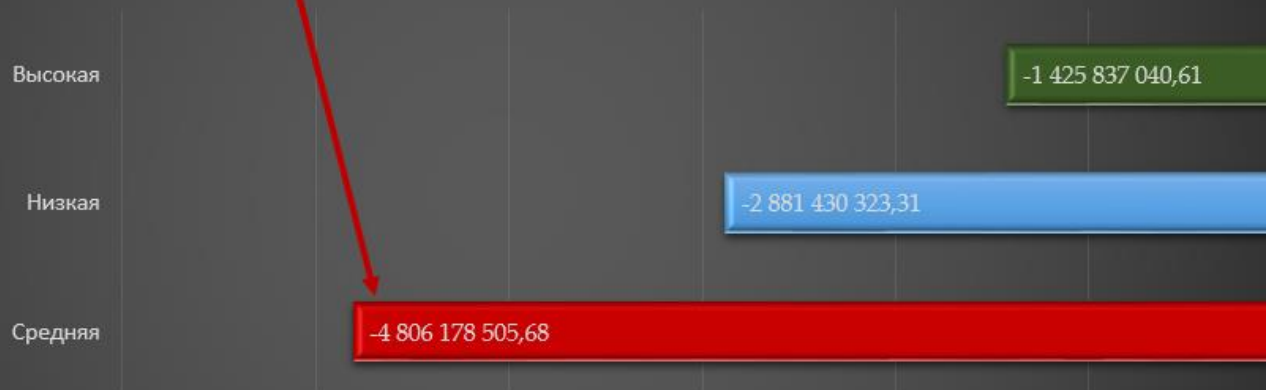 Высокая -1 425 837 040,61
Низкая -2 881 430 323,31
Средняя -4 806 178 505,68